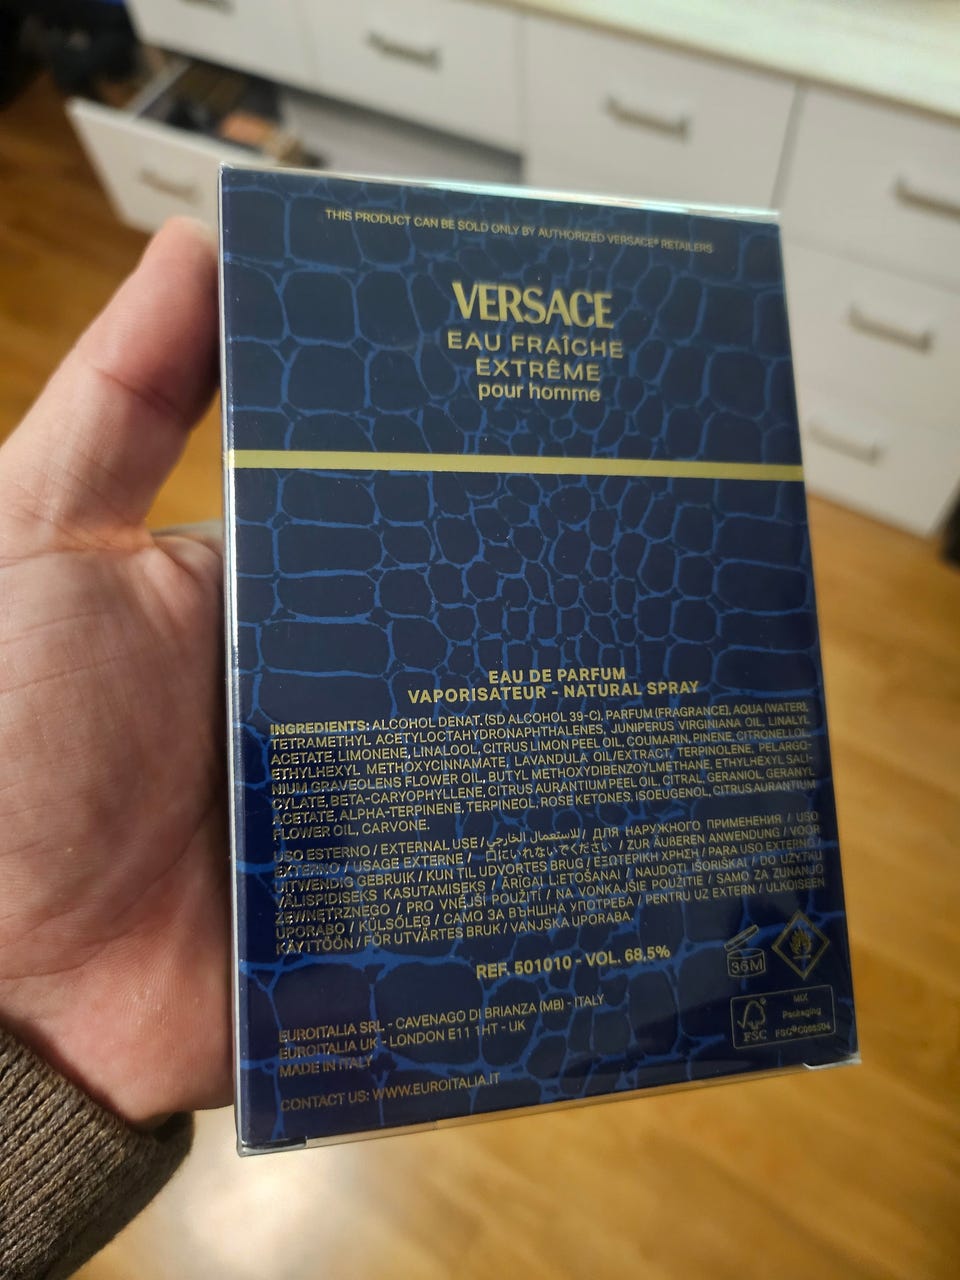 THIS PRODUCT CAN BE SOLD ONLY BY AUTHORIZED VERSACE® RETAILERS
VERSACE
EAU FRAÎCHE
EXTRÊME
pour homme
EAU DE PARFUM
VAPORISATEUR - NATURAL SPRAY
INGREDIENTS: ALCOHOL DENAT. (SD ALCOHOL 39-C), PARFUM (FRAGRANCE), AQUA (WATER),
TETRAMETHYL ACETYLOCTAHYDRONAPHTHALENES, JUNIPERUS VIRGINIANA OIL, LINALYL
ACETATE, LIMONENE, LINALOOL, CITRUS LIMON PEEL OIL, COUMARIN, PINENE, CITRONELLOL,
ETHYLHEXYL METHOXYCINNAMATE, LAVANDULA OIL/EXTRACT, TERPINOLENE, PELARGO-
NIUM GRAVEOLENS FLOWER OIL, BUTYL METHOXYDIBENZOYLMETHANE, ETHYLHEXYL SALI-
CYLATE, BETA-CARYOPHYLLENE, CITRUS AURANTIUM PEEL OIL, CITRAL, GERANIOL, GERANYL
ACETATE, ALPHA-TERPINENE, TERPINEOL, ROSE KETONES, ISOEUGENOL, CITRUS AURANTIUM
FLOWER OIL, CARVONE.
USO ESTERNO / EXTERNAL USE / للاستعمال الخارجي / ДЛЯ НАРУЖНОГО ПРИМЕНЕНИЯ / USO
EXTERNO / USAGE EXTERNE / 口にいれないでください / ZUR ÄUßEREN ANWENDUNG / VOOR
UITWENDIG GEBRUIK / KUN TIL UDVORTES BRUG / ΕΞΩΤΕΡΙΚΗ ΧΡΗΣΗ / PARA USO EXTERNO /
VÄLISPIDISEKS KASUTAMISEKS / ĀRĪGAI LIETOŠANAI / NAUDOTI IŠORIŠKAI / DO UŻYTKU
ZEWNĘTRZNEGO / PRO VNĚJŠÍ POUŽITÍ / NA VONKAJŠIE POUŽITIE / SAMO ZA ZUNANJO
UPORABO / KÜLSŐLEG / САМО ЗА ВЪНШНА УПОТРЕБА / PENTRU UZ EXTERN / ULKOISEEN
KÄYTTÖÖN / FÖR UTVÄRTES BRUK / VANJSKA UPORABA.
REF. 501010 - VOL. 68,5%
36M
EUROITALIA SRL - CAVENAGO DI BRIANZA (MB) - ITALY
EUROITALIA UK - LONDON E11 1HT - UK
MADE IN ITALY
FSC
MIX
Packaging
CONTACT US: WWW.EUROITALIA.IT